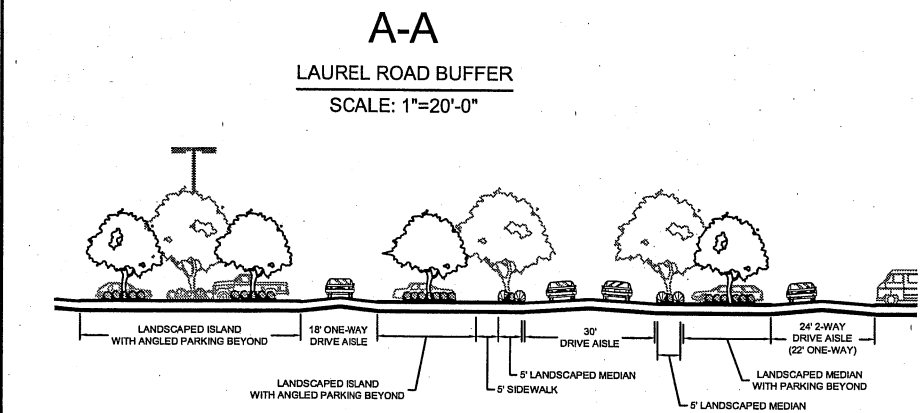 A-A
LAUREL ROAD BUFFER
SCALE: 1"=20'-0"
LANDSCAPED ISLAND
WITH ANGLED PARKING BEYOND
18' ONE-WAY
DRIVE AISLE
30'
DRIVE AISLE
24' 2-WAY
DRIVE AISLE
(22' ONE-WAY)
LANDSCAPED ISLAND
WITH ANGLED PARKING BEYOND
5' LANDSCAPED MEDIAN
5' SIDEWALK
LANDSCAPED MEDIAN
WITH PARKING BEYOND
5' LANDSCAPED MEDIAN